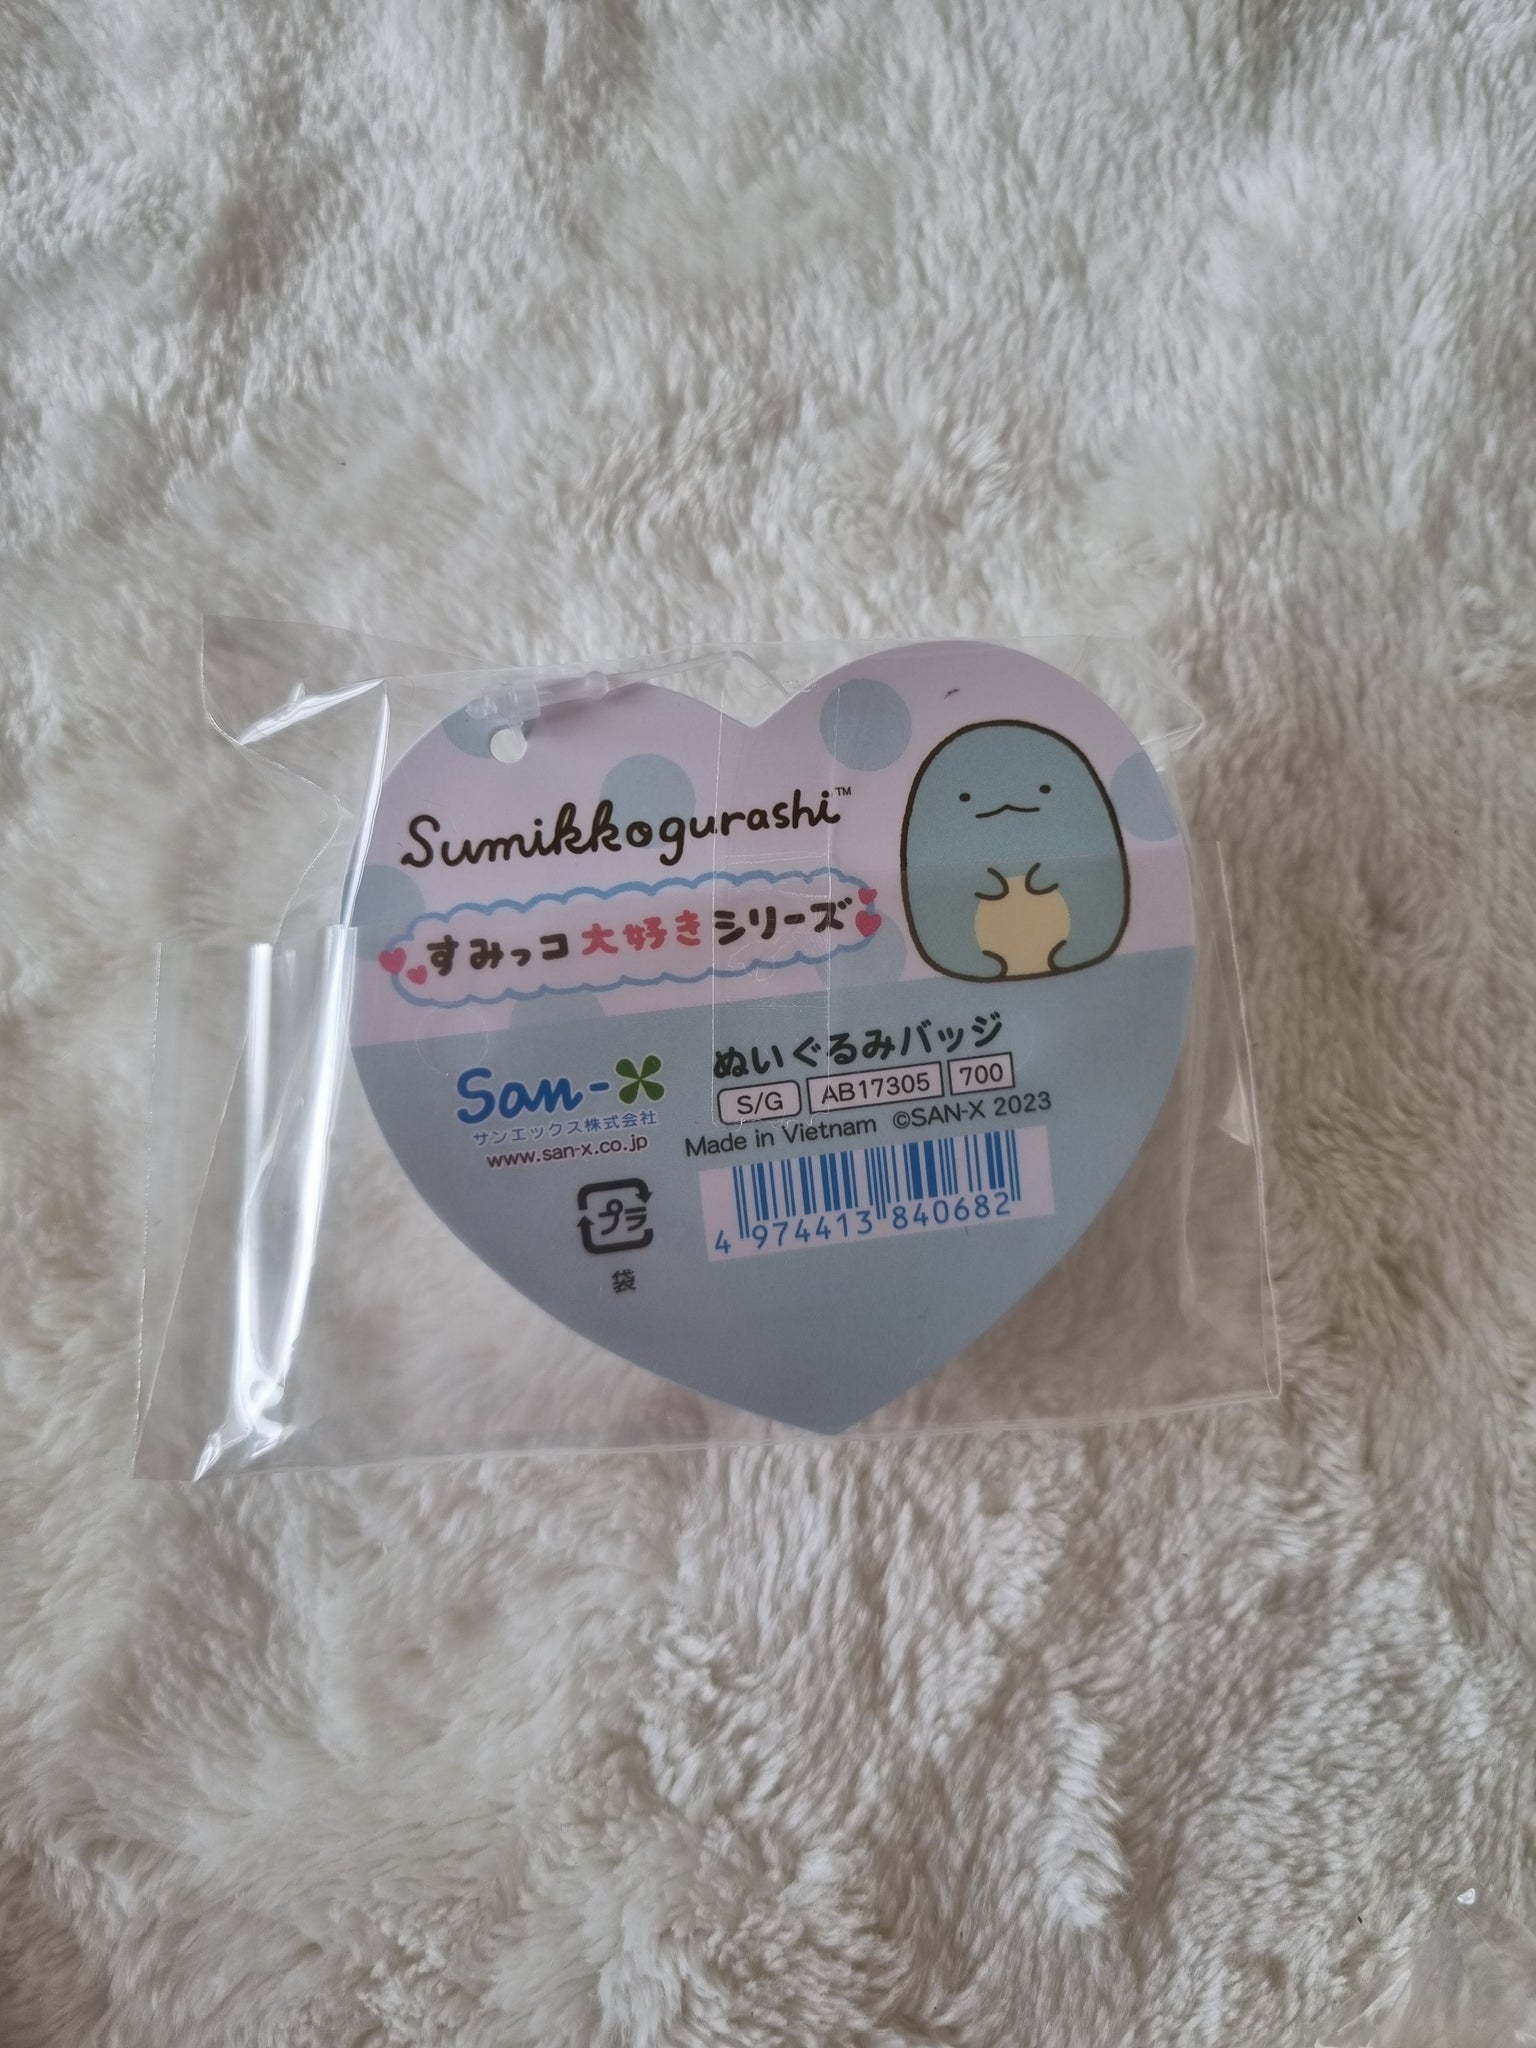 Sumikkogurashi™
すみっコ大好きシリーズ
San-X
サンエックス株式会社
www.san-x.co.jp
プラ
袋
ぬいぐるみバッジ
S/G AB17305 700
Made in Vietnam ©SAN-X 2023
4 974413 840682